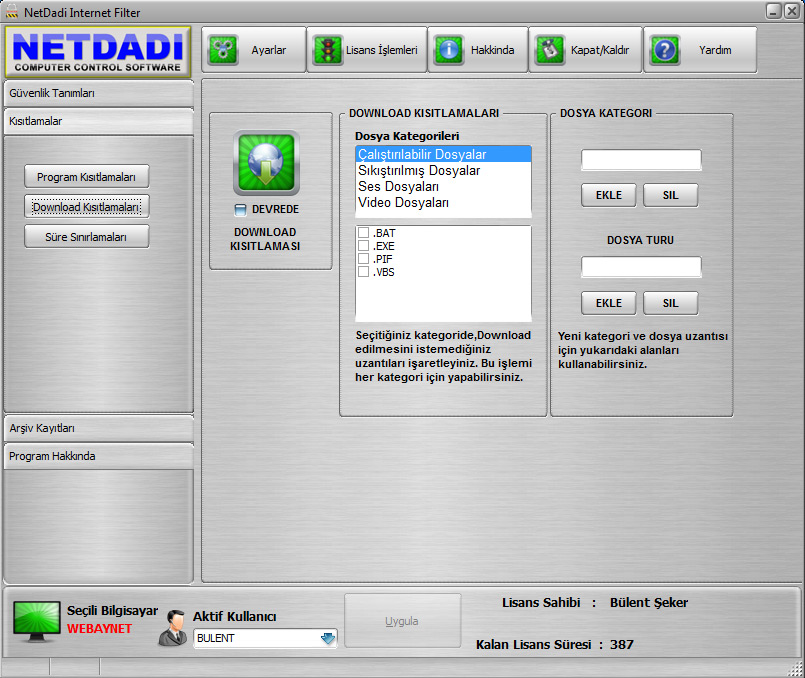 NetDadi Internet Filter
NETDADI
COMPUTER CONTROL SOFTWARE
Ayarlar
Lisans İşlemleri
Hakkında
Kapat/Kaldır
Yardım
Güvenlik Tanımları
Kısıtlamalar
Program Kısıtlamaları
Download Kısıtlamaları
Süre Sınırlamaları
Arşiv Kayıtları
Program Hakkında
DEVREDE
DOWNLOAD
KISITLAMASI
DOWNLOAD KISITLAMALARI
Dosya Kategorileri
Çalıştırılabilir Dosyalar
Sıkıştırılmış Dosyalar
Ses Dosyaları
Video Dosyaları
.BAT
.EXE
.PIF
.VBS
Seçitiğiniz kategoride,Download
edilmesini istemediğiniz
uzantıları işaretleyiniz. Bu işlemi
her kategori için yapabilirsiniz.
DOSYA KATEGORI
EKLE
SIL
DOSYA TURU
EKLE
SIL
Yeni kategori ve dosya uzantısı
için yukarıdaki alanları
kullanabilirsiniz.
Seçili Bilgisayar
WEBAYNET
Aktif Kullanıcı
BULENT
Uygula
Lisans Sahibi : Bülent Şeker
Kalan Lisans Süresi : 387